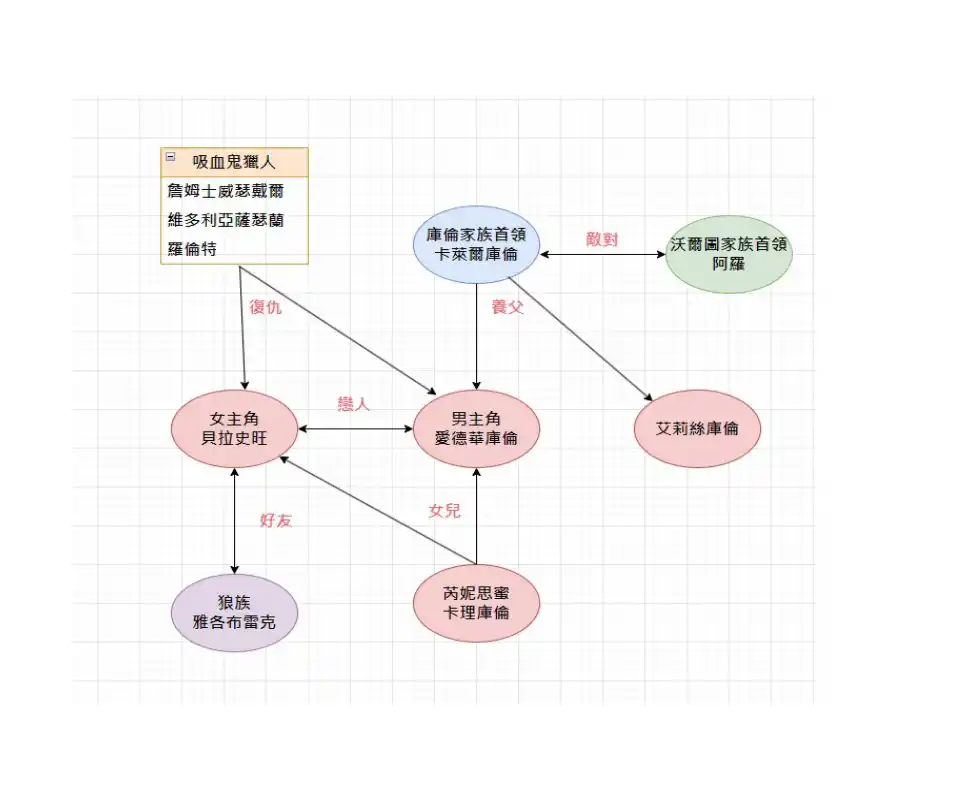 吸血鬼獵人
詹姆士威瑟戴爾
維多利亞薩瑟蘭
羅倫特
庫倫家族首領
卡萊爾庫倫
敵對
沃爾圖家族首領
阿羅
復仇
養父
女主角
貝拉史旺
戀人
男主角
愛德華庫倫
艾莉絲庫倫
好友
女兒
狼族
雅各布雷克
芮妮思蜜
卡理庫倫